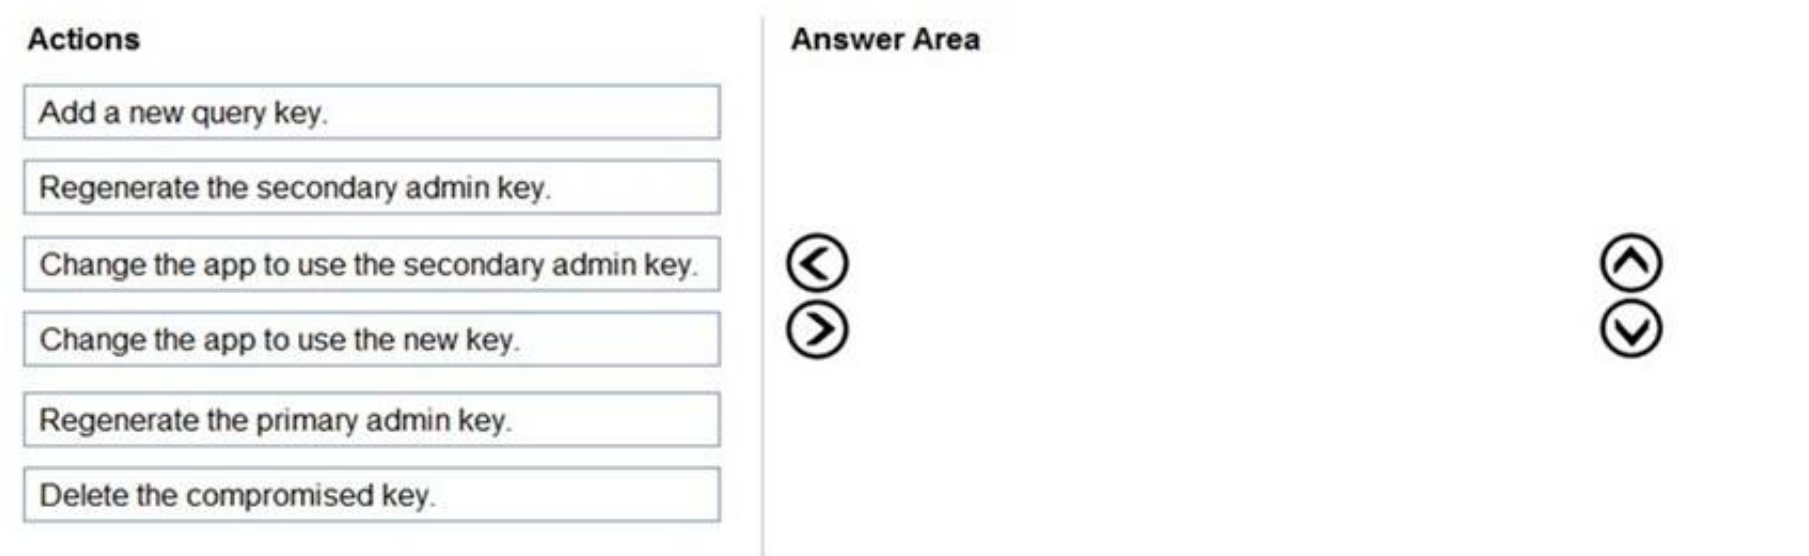 Actions
Answer Area
Add a new query key.
Regenerate the secondary admin key.
Change the app to use the secondary admin key.
Change the app to use the new key.
Regenerate the primary admin key.
Delete the compromised key.